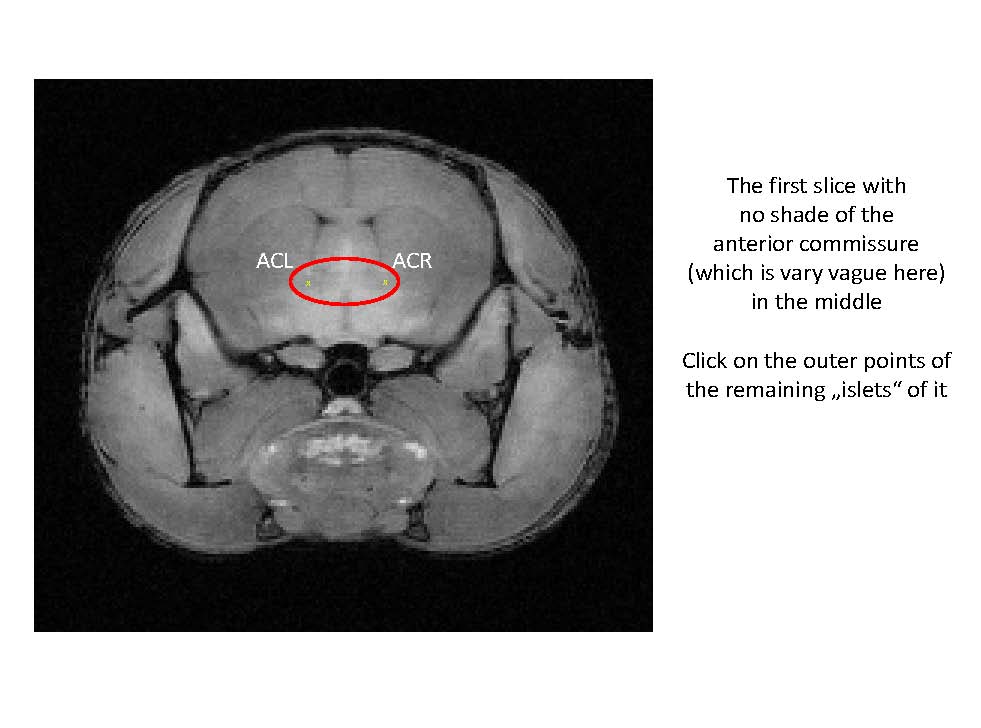 ACL
ACR
The first slice with
no shade of the
anterior commissure
(which is vary vague here)
in the middle
Click on the outer points of
the remaining „islets“ of it